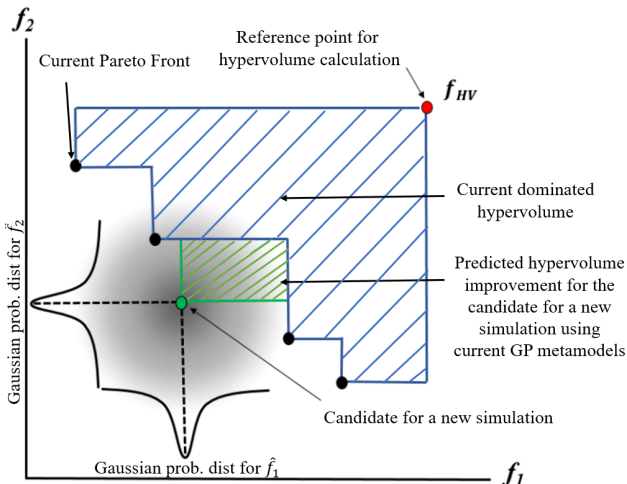 f₂
Reference point for
hypervolume calculation
Current Pareto Front
f_HV
Current dominated
hypervolume
Predicted hypervolume
improvement for the
candidate for a new
simulation using
current GP metamodels
Gaussian prob. dist for f̂₂
Candidate for a new simulation
Gaussian prob. dist for f̂₁
f₁